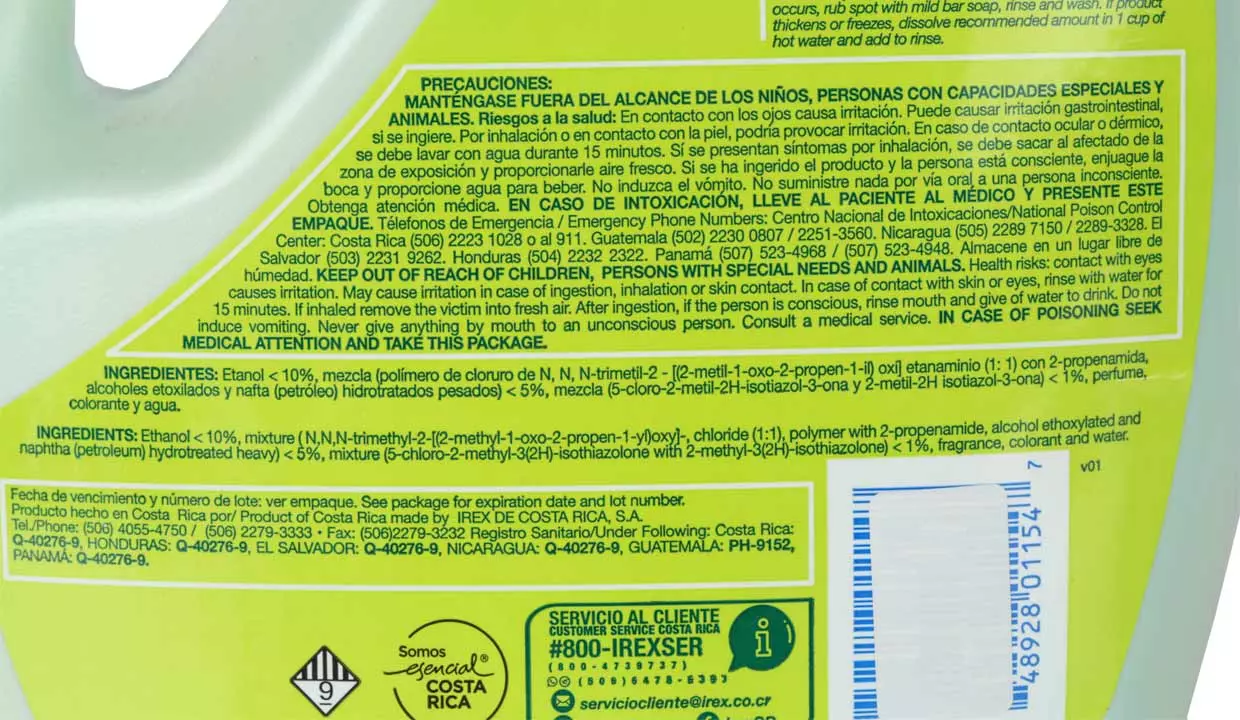 occurs, rub spot with mild bar soap, rinse and wash. If product
thickens or freezes, dissolve recommended amount in 1 cup of
hot water and add to rinse.
PRECAUCIONES:
MANTÉNGASE FUERA DEL ALCANCE DE LOS NIÑOS, PERSONAS CON CAPACIDADES ESPECIALES Y
ANIMALES. Riesgos a la salud: En contacto con los ojos causa irritación. Puede causar irritación gastrointestinal,
si se ingiere. Por inhalación o en contacto con la piel, podría provocar irritación. En caso de contacto ocular o dérmico,
se debe lavar con agua durante 15 minutos. Sí se presentan síntomas por inhalación, se debe sacar al afectado de la
zona de exposición y proporcionarle aire fresco. Si se ha ingerido el producto y la persona está consciente, enjuague la
boca y proporcione agua para beber. No induzca el vómito. No suministre nada por vía oral a una persona inconsciente.
Obtenga atención médica. EN CASO DE INTOXICACIÓN, LLEVE AL PACIENTE AL MÉDICO Y PRESENTE ESTE
EMPAQUE. Télefonos de Emergencia / Emergency Phone Numbers: Centro Nacional de Intoxicaciones/National Poison Control
Center: Costa Rica (506) 2223 1028 o al 911. Guatemala (502) 2230 0807 / 2251-3560. Nicaragua (505) 2289 7150 / 2289-3328. El
Salvador (503) 2231 9262. Honduras (504) 2232 2322. Panamá (507) 523-4968 / (507) 523-4948. Almacene en un lugar libre de
húmedad. KEEP OUT OF REACH OF CHILDREN, PERSONS WITH SPECIAL NEEDS AND ANIMALS. Health risks: contact with eyes
causes irritation. May cause irritation in case of ingestion, inhalation or skin contact. In case of contact with skin or eyes, rinse with water for
15 minutes. If inhaled remove the victim into fresh air. After ingestion, if the person is conscious, rinse mouth and give of water to drink. Do not
induce vomiting. Never give anything by mouth to an unconscious person. Consult a medical service. IN CASE OF POISONING SEEK
MEDICAL ATTENTION AND TAKE THIS PACKAGE.
INGREDIENTES: Etanol < 10%, mezcla (polímero de cloruro de N, N, N-trimetil-2 - [(2-metil-1-oxo-2-propen-1-il) oxi] etanaminio (1: 1) con 2-propenamida,
alcoholes etoxilados y nafta (petróleo) hidrotratados pesados) < 5%, mezcla (5-cloro-2-metil-2H-isotiazol-3-ona y 2-metil-2H isotiazol-3-ona) < 1%, perfume,
colorante y agua.
INGREDIENTS: Ethanol < 10%, mixture ( N,N,N-trimethyl-2-[(2-methyl-1-oxo-2-propen-1-yl)oxy]-, chloride (1:1), polymer with 2-propenamide, alcohol ethoxylated and
naphtha (petroleum) hydrotreated heavy) < 5%, mixture (5-chloro-2-methyl-3(2H)-isothiazolone with 2-methyl-3(2H)-isothiazolone) < 1%, fragrance, colorant and water.
v01
Fecha de vencimiento y número de lote: ver empaque. See package for expiration date and lot number.
Producto hecho en Costa Rica por/ Product of Costa Rica made by IREX DE COSTA RICA, S.A.
Tel./Phone: (506) 4055-4750 / (506) 2279-3333 • Fax: (506)2279-3232 Registro Sanitario/Under Following: Costa Rica:
Q-40276-9, HONDURAS: Q-40276-9, EL SALVADOR: Q-40276-9, NICARAGUA: Q-40276-9, GUATEMALA: PH-9152,
PANAMÁ: Q-40276-9.
7 48928 01154 7
9
Somos
esencial®
COSTA
RICA
SERVICIO AL CLIENTE
CUSTOMER SERVICE COSTA RICA
#800-IREXSER
(800-4739737)
servicioclientes@irex.co.cr